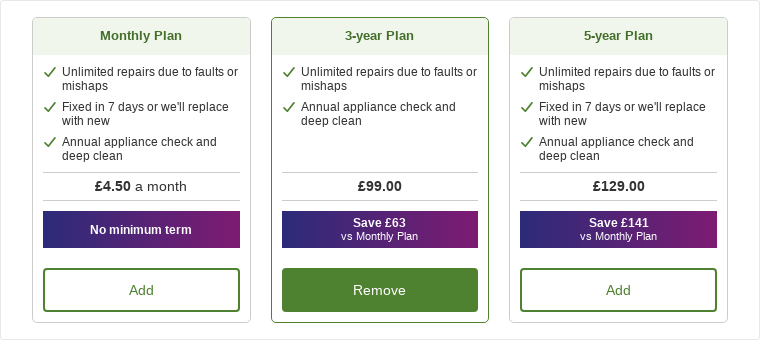 Monthly Plan
Unlimited repairs due to faults or
mishaps
Fixed in 7 days or we'll replace
with new
Annual appliance check and
deep clean
£4.50 a month
No minimum term
Add
3-year Plan
Unlimited repairs due to faults or
mishaps
Annual appliance check and
deep clean
£99.00
Save £63
vs Monthly Plan
Remove
5-year Plan
Unlimited repairs due to faults or
mishaps
Fixed in 7 days or we'll replace
with new
Annual appliance check and
deep clean
£129.00
Save £141
vs Monthly Plan
Add